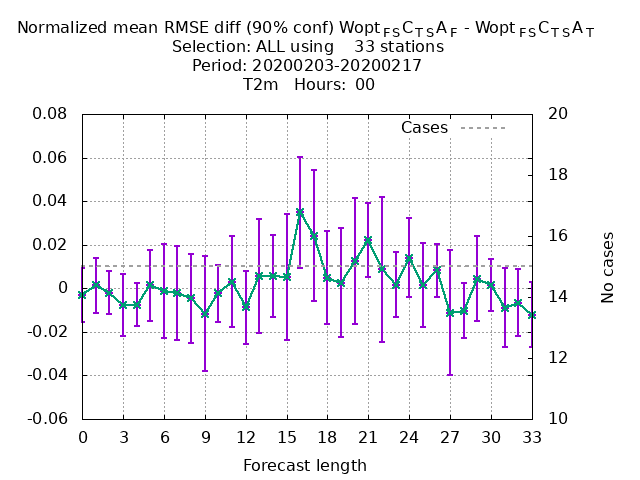 Normalized mean RMSE diff (90% conf) Wopt FS C TS A F - Wopt FS C TS A T
Selection: ALL using 33 stations
Period: 20200203-20200217
T2m Hours: 00
0.08
0.06
0.04
0.02
0
-0.02
-0.04
-0.06
20
18
16
14
12
10
Cases
No cases
0 3 6 9 12 15 18 21 24 27 30 33
Forecast length